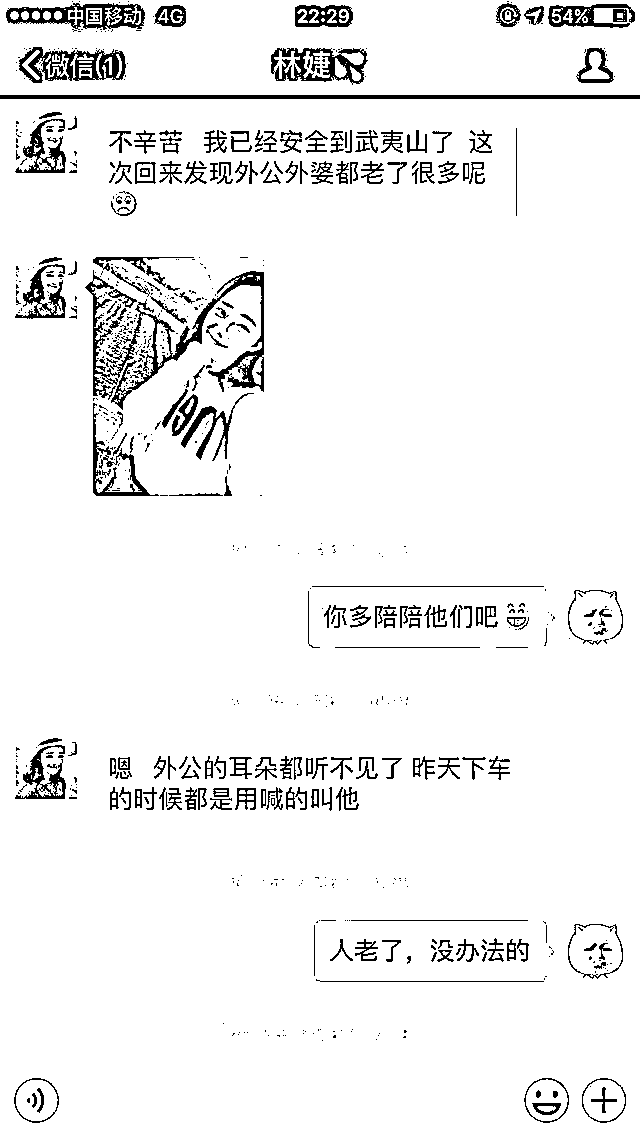 中国移动 4G 22:29 54%
微信(1) 林婕
不辛苦 我已经安全到武夷山了 这
次回来发现外公外婆都老了很多呢
你多陪陪他们吧
嗯 外公的耳朵都听不见了 昨天下车
的时候都是用喊的叫他
人老了，没办法的